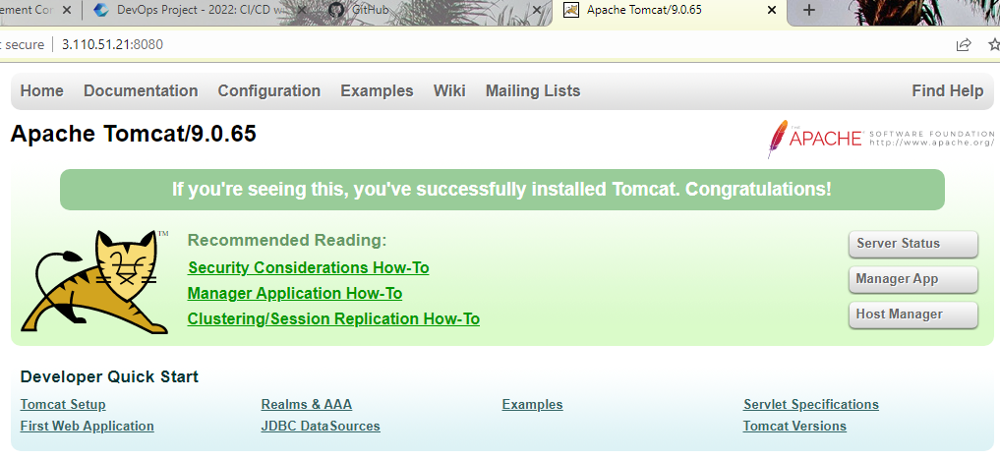 ement Con
DevOps Project - 2022: CI/CD w
GitHub
Apache Tomcat/9.0.65
t secure
3.110.51.21:8080
Home Documentation Configuration Examples Wiki Mailing Lists Find Help
Apache Tomcat/9.0.65
THE APACHE SOFTWARE FOUNDATION
http://www.apache.org/
If you're seeing this, you've successfully installed Tomcat. Congratulations!
TM
Recommended Reading:
Security Considerations How-To
Manager Application How-To
Clustering/Session Replication How-To
Server Status
Manager App
Host Manager
Developer Quick Start
Tomcat Setup Realms & AAA Examples Servlet Specifications
First Web Application JDBC DataSources Tomcat Versions